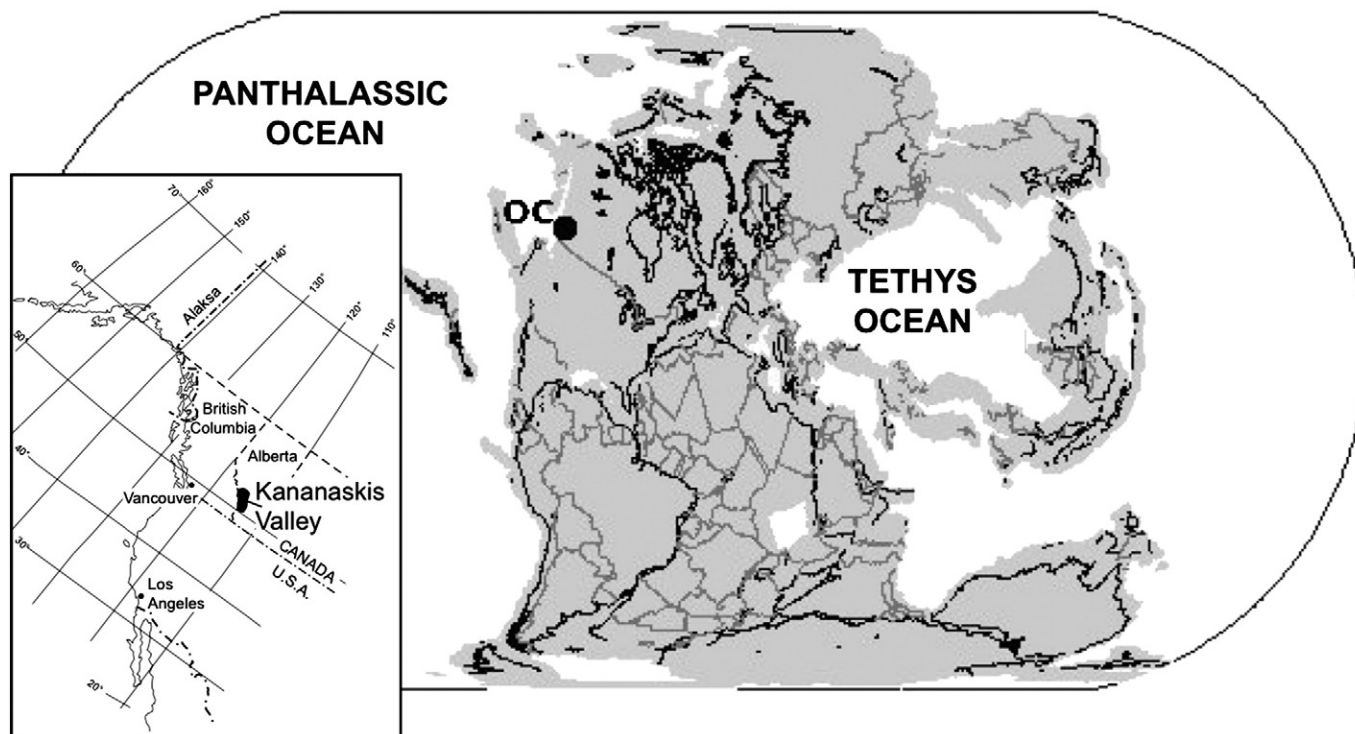 PANTHALASSIC
OCEAN
OC
TETHYS
OCEAN
70°
160°
150°
140°
130°
120°
110°
60°
501
40°
30°
20°
Alaksa
British
Columbia
Alberta
Vancouver
Kananaskis
Valley
CANADA
U.S.A.
Los
Angeles